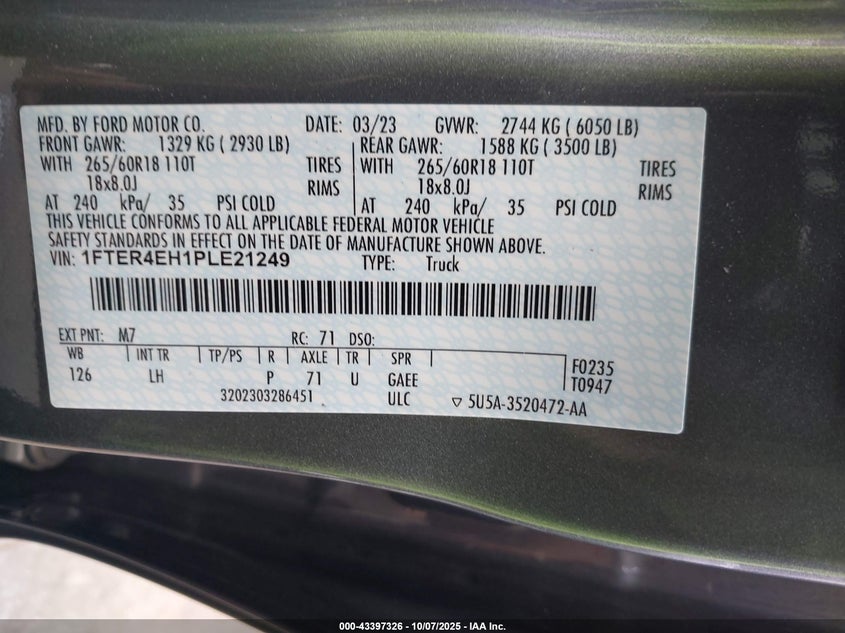 MFD. BY FORD MOTOR CO. DATE: 03/23 GVWR: 2744 KG ( 6050 LB)
FRONT GAWR: 1329 KG ( 2930 LB) REAR GAWR: 1588 KG ( 3500 LB)
WITH 265/60R18 110T TIRES WITH 265/60R18 110T TIRES
18x8.0J RIMS 18x8.0J RIMS
AT 240 kPa/ 35 PSI COLD AT 240 kPa/ 35 PSI COLD
THIS VEHICLE CONFORMS TO ALL APPLICABLE FEDERAL MOTOR VEHICLE
SAFETY STANDARDS IN EFFECT ON THE DATE OF MANUFACTURE SHOWN ABOVE.
VIN: 1FTER4EH1PLE21249 TYPE: Truck
EXT PNT: M7 RC: 71 DSO:
WB INT TR TP/PS R AXLE TR SPR
126 LH P 71 U GAEE
F0235
T0947
3202303286451 ULC ▽ 5U5A-3520472-AA
000-43397326 - 10/07/2025 - IAA Inc.